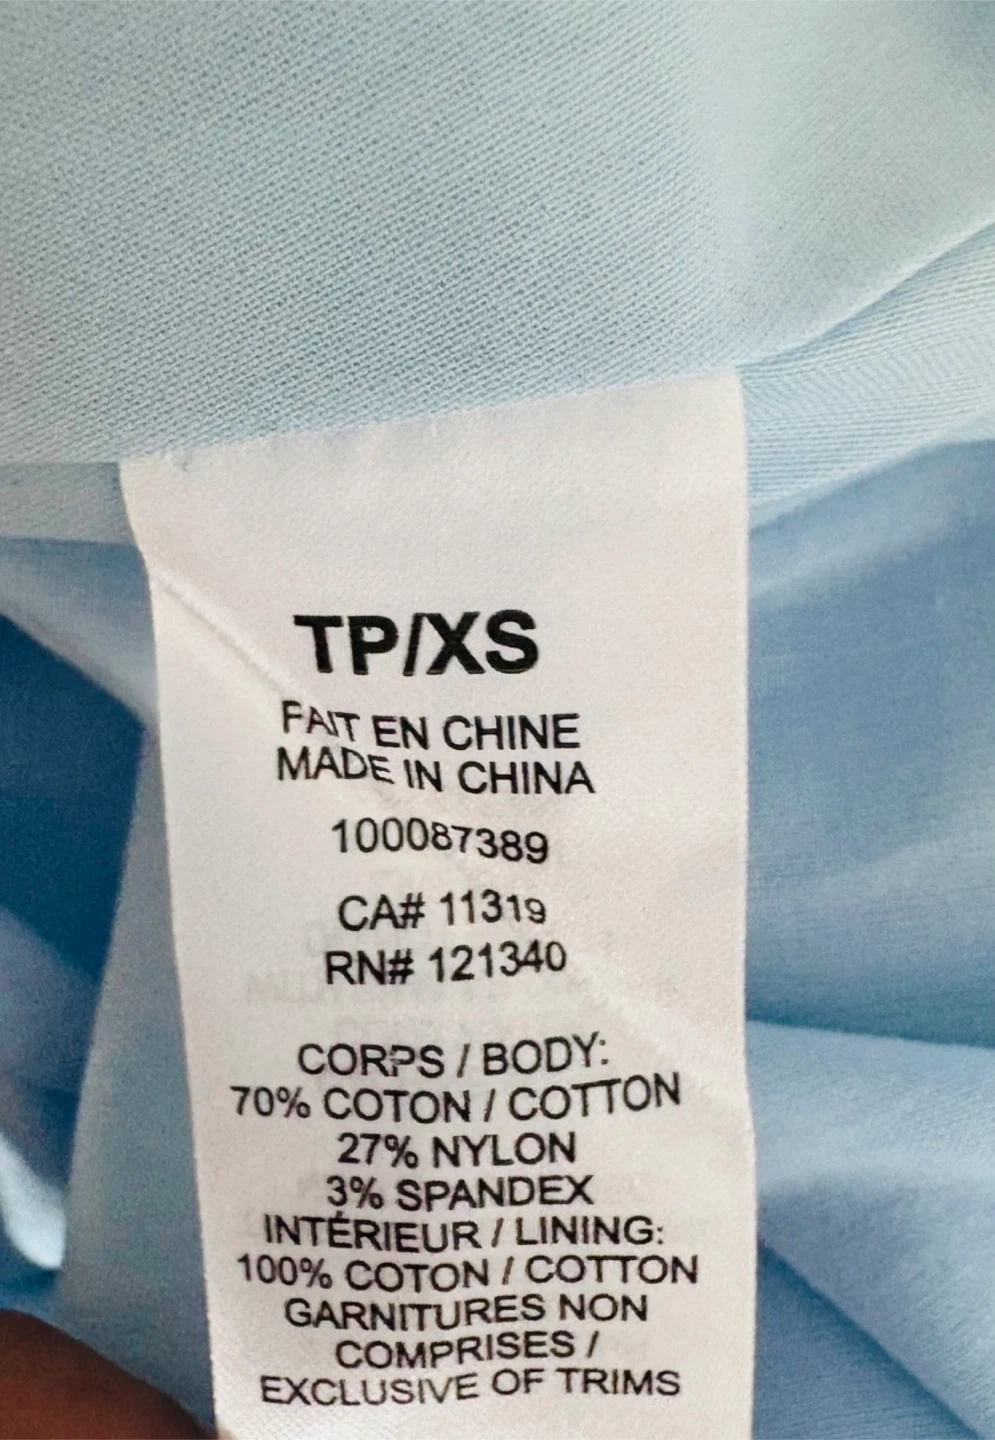 TP/XS
FAIT EN CHINE
MADE IN CHINA
100087389
CA# 11319
RN# 121340
CORPS / BODY:
70% COTON / COTTON
27% NYLON
3% SPANDEX
INTÉRIEUR / LINING:
100% COTON / COTTON
GARNITURES NON
COMPRISES /
EXCLUSIVE OF TRIMS